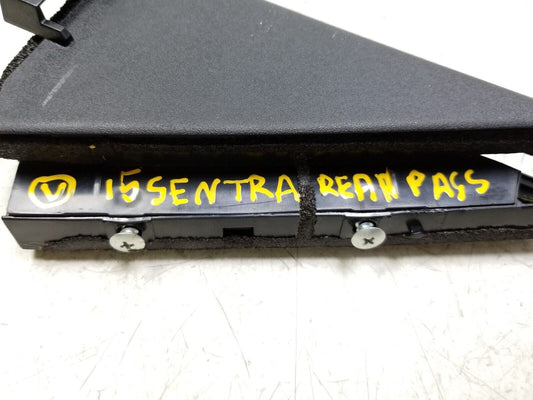 V 15 SENTRA REAR PASS